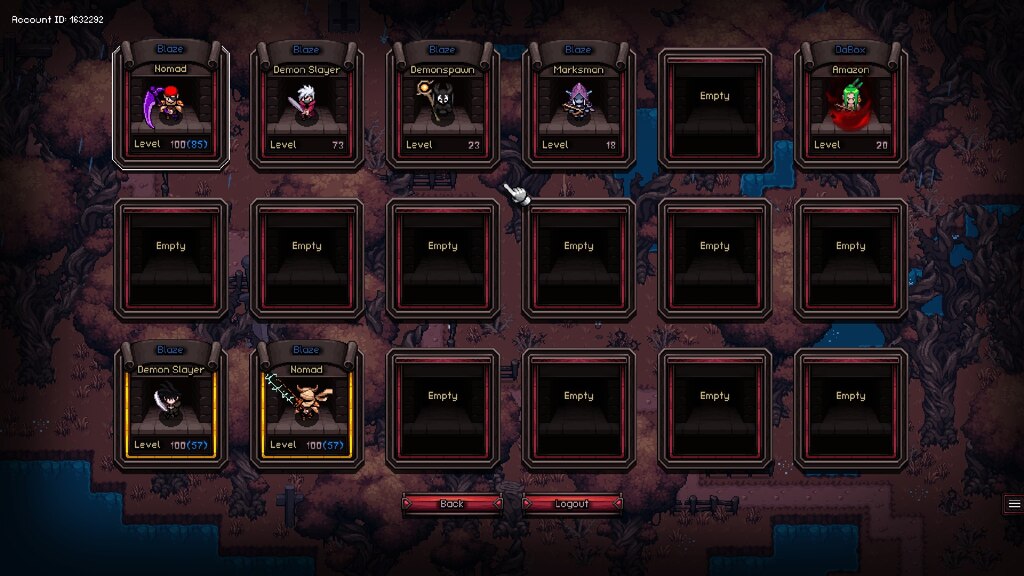 Account ID: 1632292
Blaze
Nomad
Level 100(85)
Blaze
Demon Slayer
Level 73
Blaze
Demonspawn
Level 23
Blaze
Marksman
Level 18
Empty
DaBox
Amazon
Level 20
Empty
Empty
Empty
Empty
Empty
Empty
Blaze
Demon Slayer
Level 100(57)
Blaze
Nomad
Level 100(57)
Empty
Empty
Empty
Empty
Back
Logout